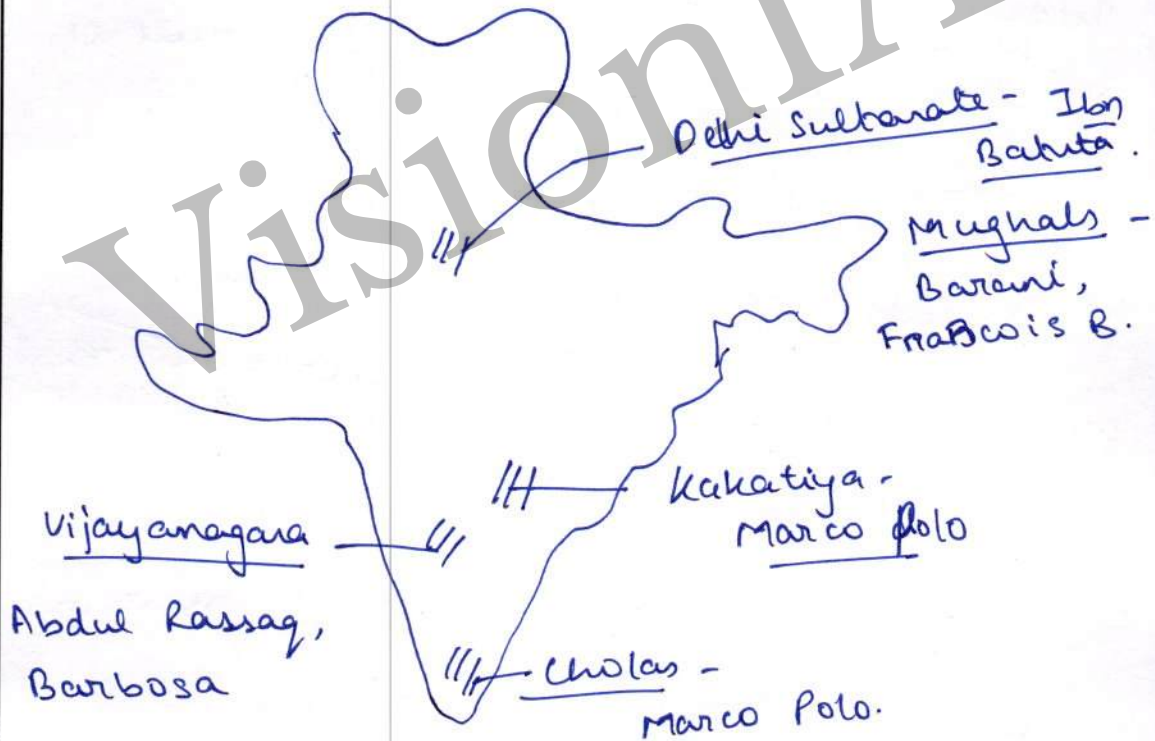 Delhi Sultanate - Ibn
Batuta.
Mughals -
Barani,
Francois B.
Kakatiya -
Marco Polo
Vijayanagara
Abdul Rassaq,
Barbosa
Cholas -
Marco Polo.